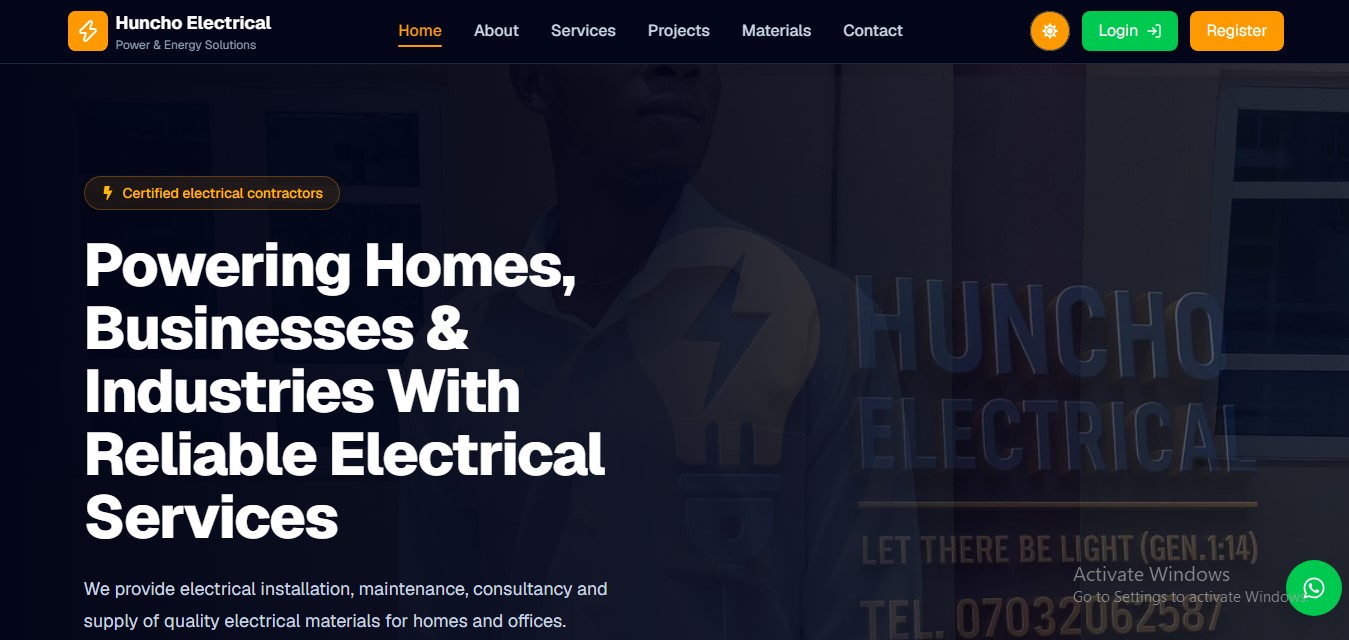 Huncho Electrical
Power & Energy Solutions
Home
About
Services
Projects
Materials
Contact
Login
Register
Certified electrical contractors
Powering Homes,
Businesses &
Industries With
Reliable Electrical
Services
We provide electrical installation, maintenance, consultancy and
supply of quality electrical materials for homes and offices.
HUNCHO
ELECTRICAL
LET THERE BE LIGHT (GEN.1:14)
TEL. 07032062587
Activate Windows
Go to Settings to activate Windows.